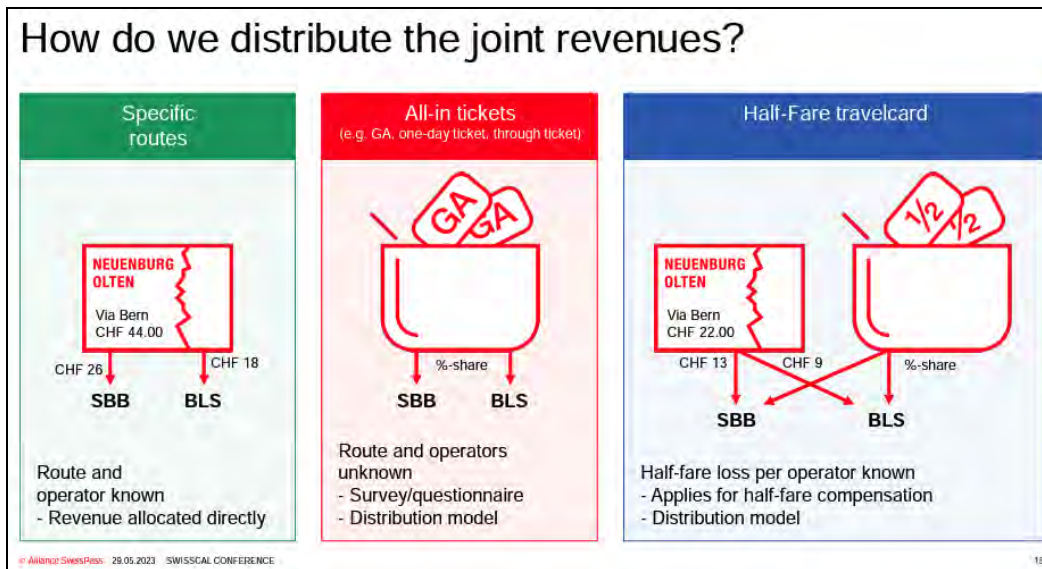 How do we distribute the joint revenues?
Specific
routes
NEUENBURG
OLTEN
Via Bern
CHF 44.00
CHF 26
CHF 18
SBB
BLS
Route and
operator known
- Revenue allocated directly
All-in tickets
(e.g. GA, one-day ticket, through ticket)
GA
GA
%-share
SBB
BLS
Route and operators
unknown
- Survey/questionnaire
- Distribution model
Half-Fare travelcard
NEUENBURG
OLTEN
Via Bern
CHF 22.00
1/2
1/2
CHF 13
CHF 9
%-share
SBB
BLS
Half-fare loss per operator known
- Applies for half-fare compensation
- Distribution model
© Alliance SwissPass 29.05.2023 SWISSCAL CONFERENCE